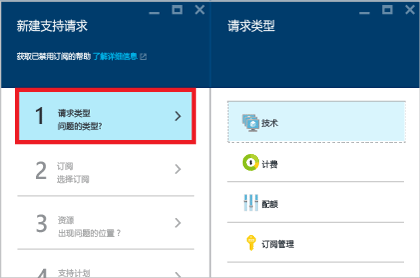 新建支持请求
获取已禁用订阅的帮助 了解详细信息
1
请求类型
问题的类型?
2
订阅
选择订阅
3
资源
出现问题的位置？
4
支持计划
请求类型
技术
计费
配额
订阅管理